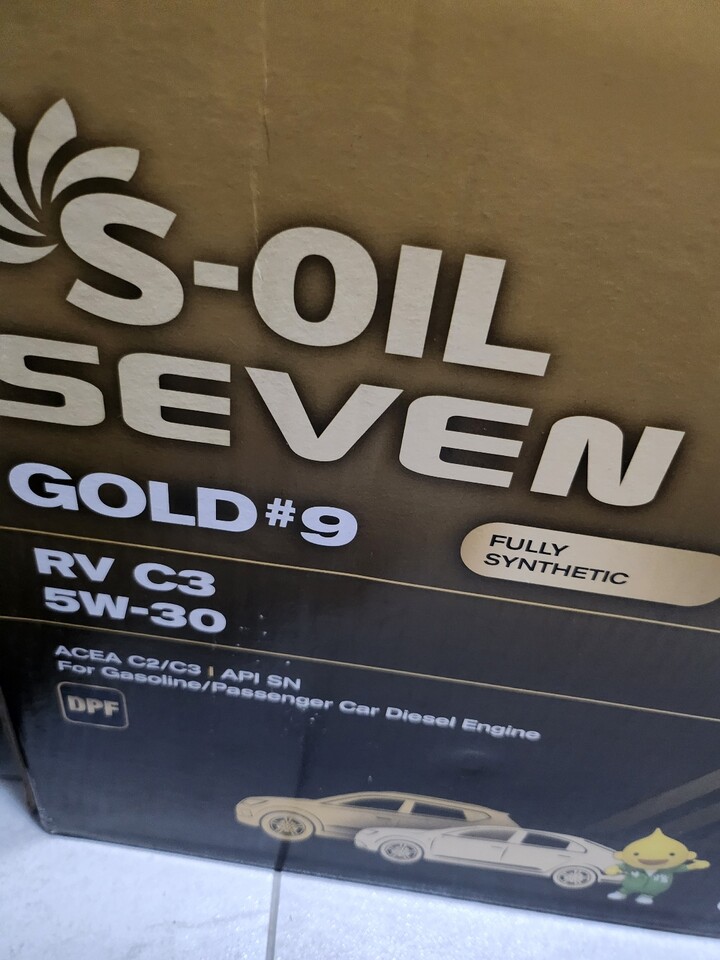 S-OIL
SEVEN
GOLD #9
FULLY
SYNTHETIC
RV C3
5W-30
ACEA C2/C3 | API SN
For Gasoline/Passenger Car Diesel Engine
DPF